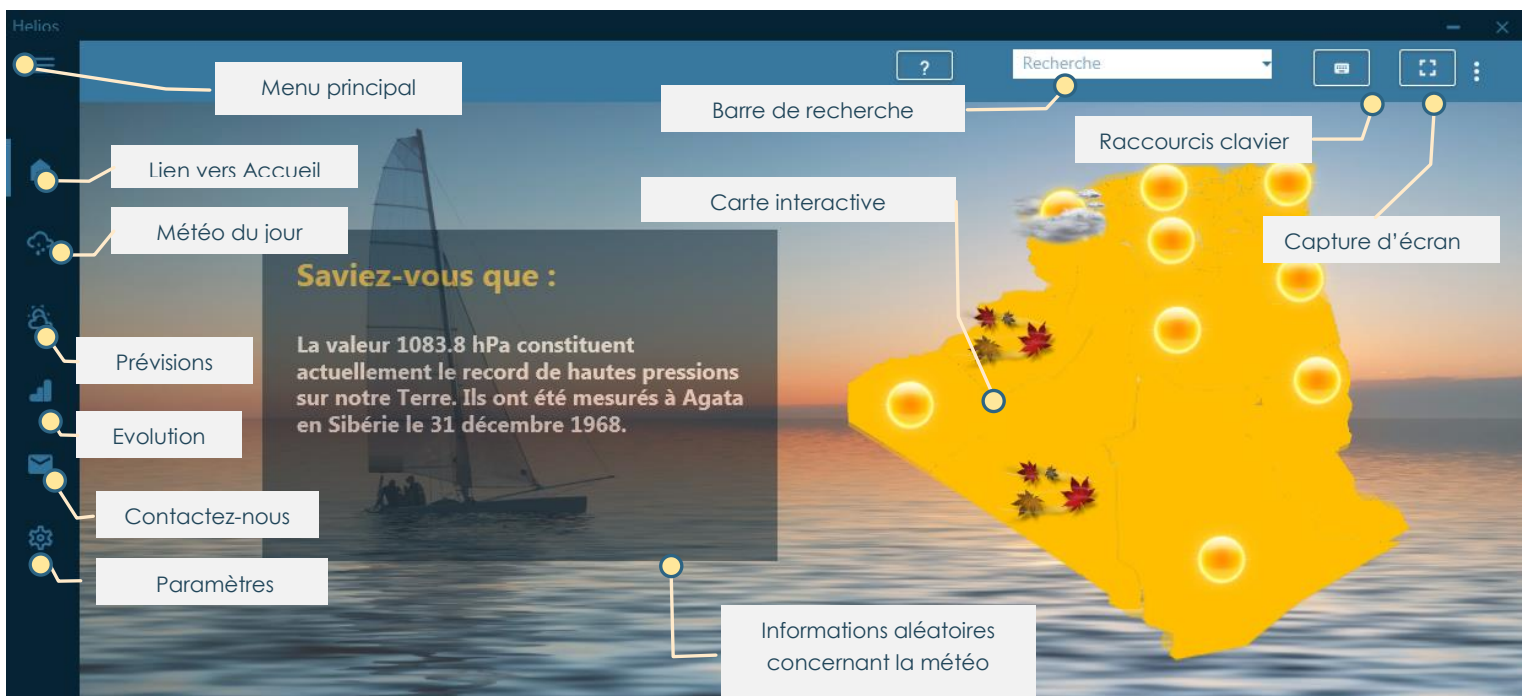 Helios
Menu principal
?
Recherche
Barre de recherche
Raccourcis clavier
Lien vers Accueil
Carte interactive
Météo du jour
Capture d'écran
Saviez-vous que :
La valeur 1083.8 hPa constituent
actuellement le record de hautes pressions
sur notre Terre. Ils ont été mesurés à Agata
en Sibérie le 31 décembre 1968.
Prévisions
Evolution
Contactez-nous
Paramètres
Informations aléatoires
concernant la météo